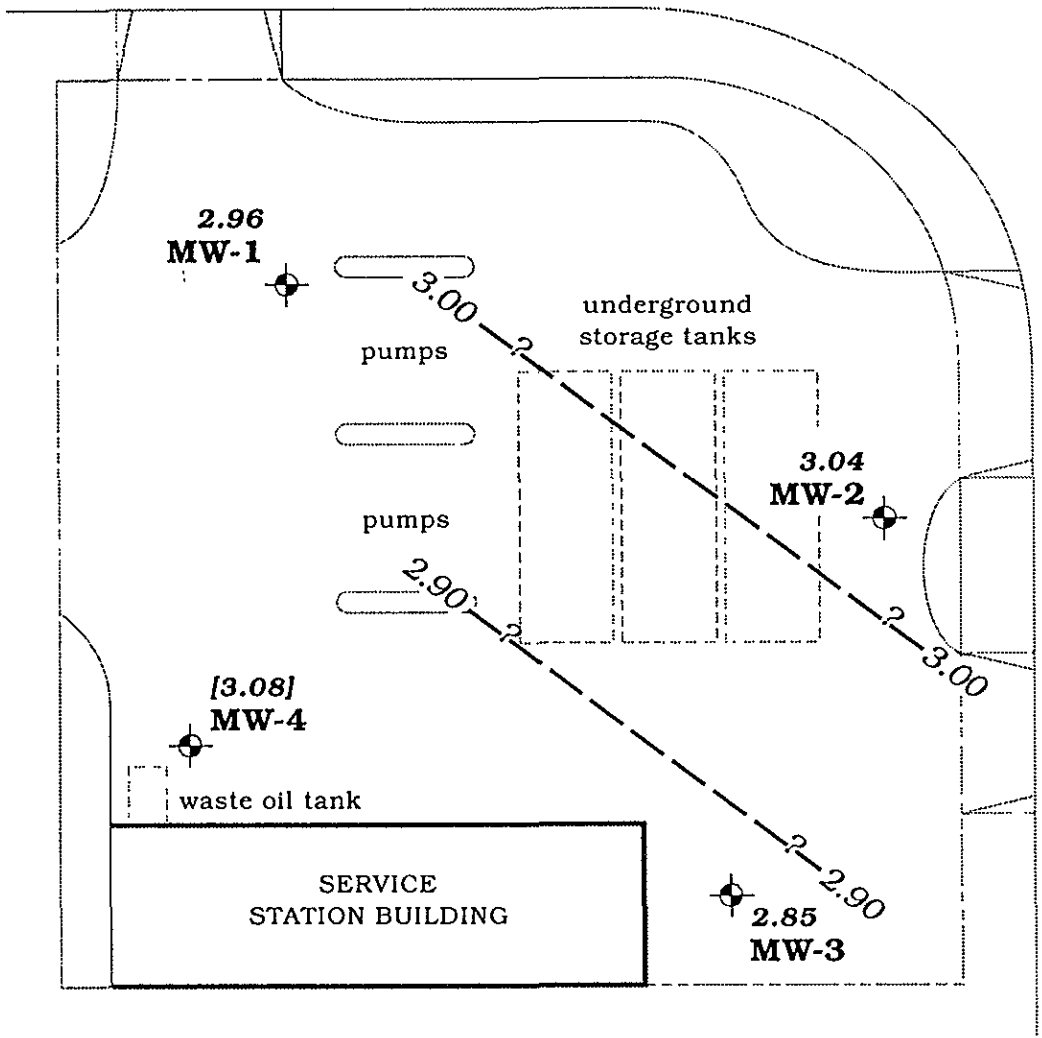 2.96
MW-1
3.00
?
underground
storage tanks
pumps
3.04
MW-2
pumps
2.90
?
?
3.00
[3.08]
MW-4
waste oil tank
?
2.90
SERVICE
STATION BUILDING
2.85
MW-3